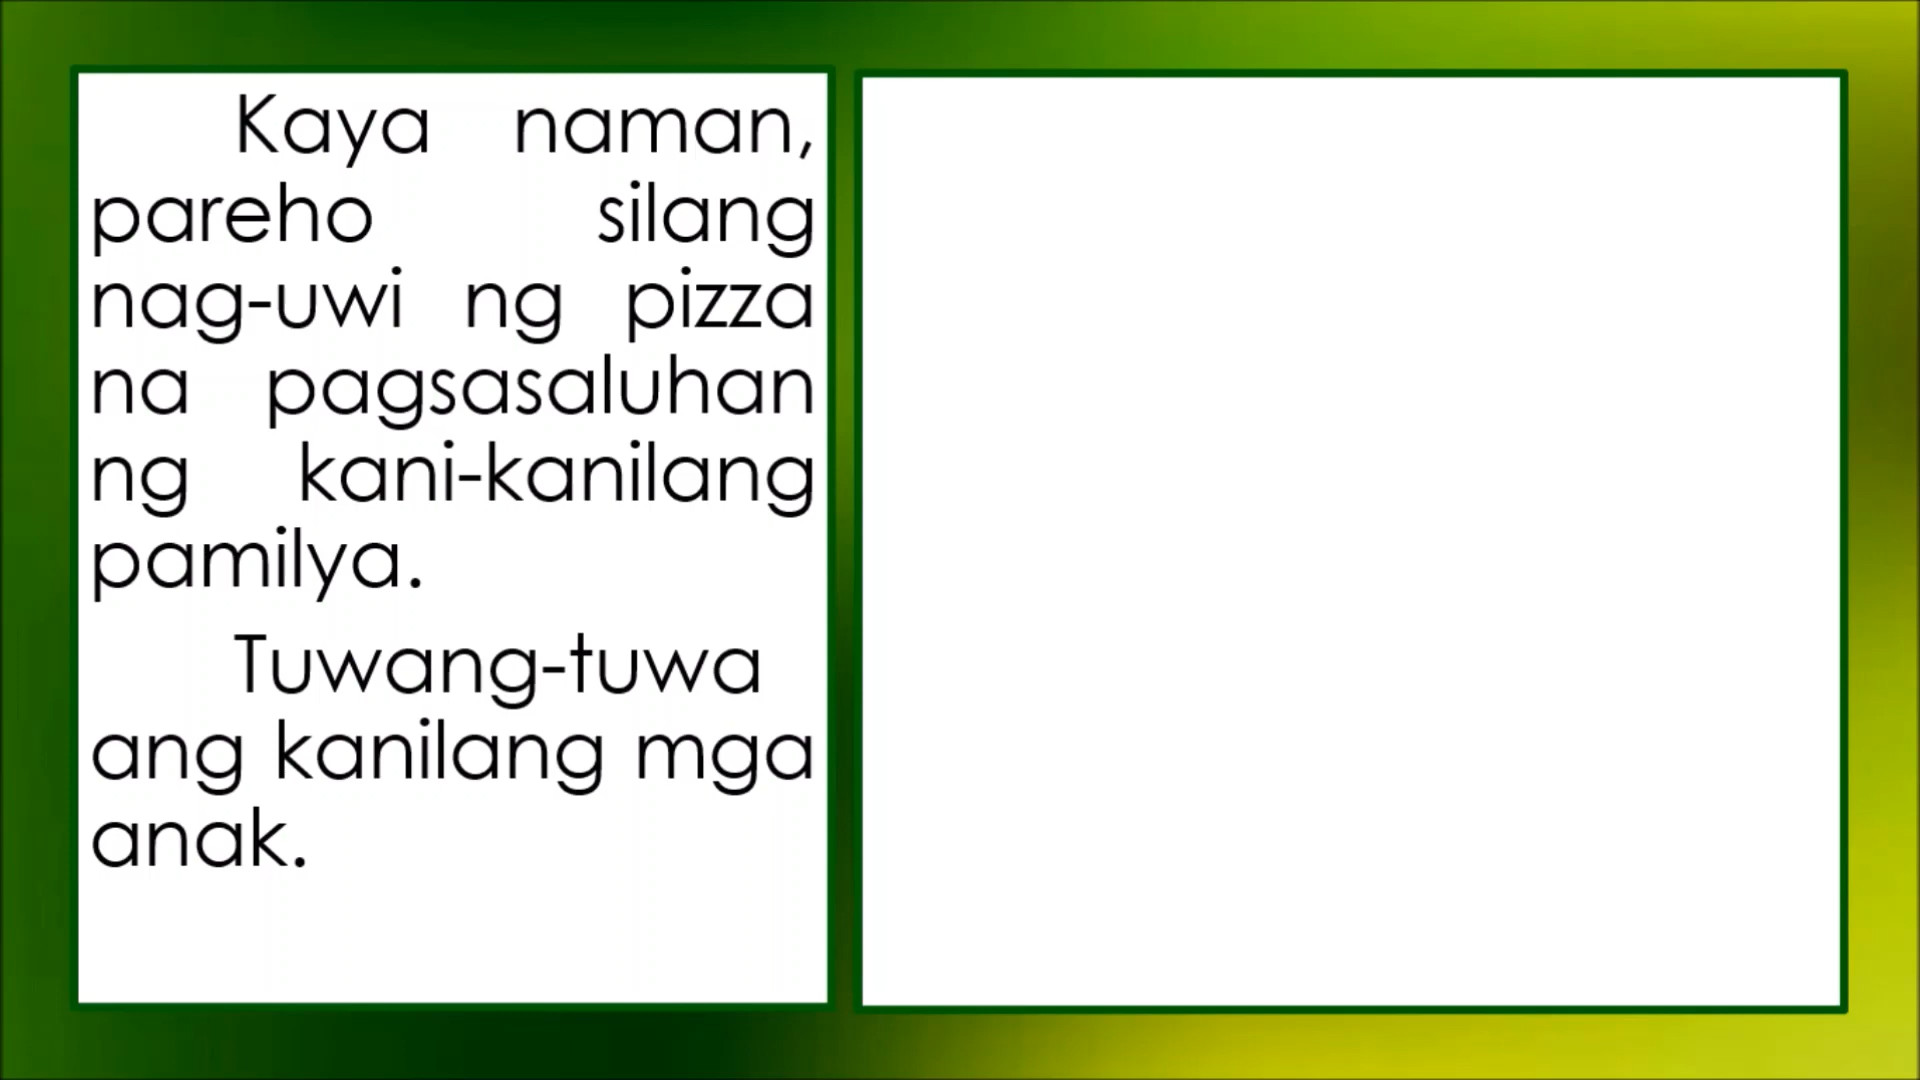 Kaya naman,
pareho silang
nag-uwi ng pizza
na pagsasaluhan
ng kani-kanilang
pamilya.
Tuwang-tuwa
ang kanilang mga
anak.